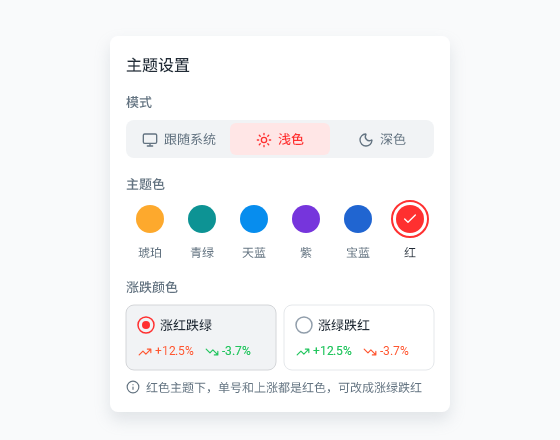 主题设置
模式
跟随系统 浅色 深色
主题色
琥珀 青绿 天蓝 紫 宝蓝 红
涨跌颜色
涨红跌绿 涨绿跌红
+12.5% -3.7% +12.5% -3.7%
红色主题下，单号和上涨都是红色，可改成涨绿跌红